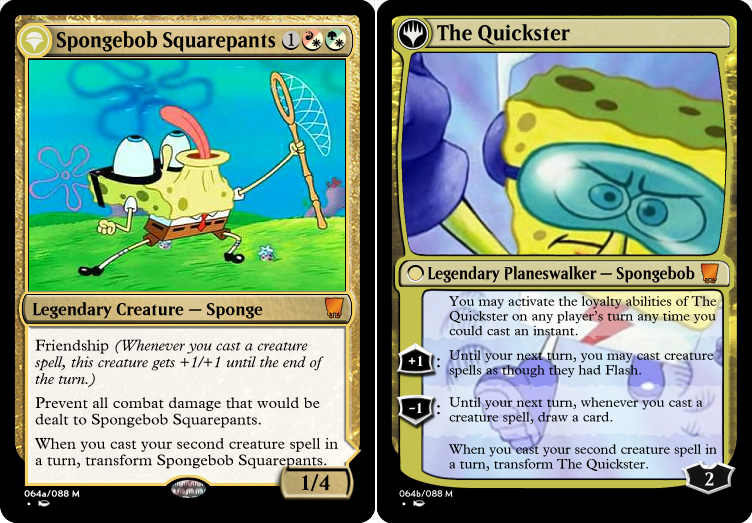 Spongebob Squarepants 1
Legendary Creature — Sponge
Friendship (Whenever you cast a creature
spell, this creature gets +1/+1 until the end of
the turn.)
Prevent all combat damage that would be
dealt to Spongebob Squarepants.
When you cast your second creature spell in
a turn, transform Spongebob Squarepants.
1/4
064a/088 M
The Quickster
Legendary Planeswalker — Spongebob
You may activate the loyalty abilities of The
Quickster on any player's turn any time you
could cast an instant.
+1 : Until your next turn, you may cast creature
spells as though they had Flash.
-1 : Until your next turn, whenever you cast a
creature spell, draw a card.
When you cast your second creature spell in
a turn, transform The Quickster.
2
064b/088 M